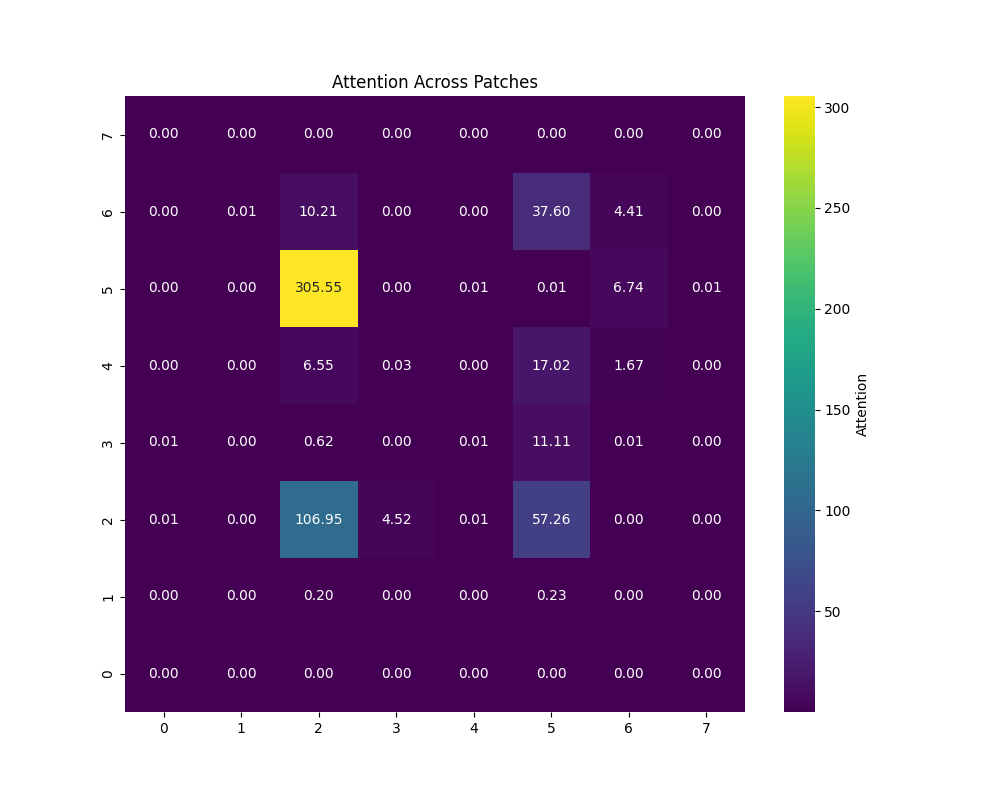 Attention Across Patches
7 0.00 0.00 0.00 0.00 0.00 0.00 0.00 0.00
6 0.00 0.01 10.21 0.00 0.00 37.60 4.41 0.00
5 0.00 0.00 305.55 0.00 0.01 0.01 6.74 0.01
4 0.00 0.00 6.55 0.03 0.00 17.02 1.67 0.00
3 0.01 0.00 0.62 0.00 0.01 11.11 0.01 0.00
2 0.01 0.00 106.95 4.52 0.01 57.26 0.00 0.00
1 0.00 0.00 0.20 0.00 0.00 0.23 0.00 0.00
0 0.00 0.00 0.00 0.00 0.00 0.00 0.00 0.00
0 1 2 3 4 5 6 7
300
250
200
150
100
50
Attention